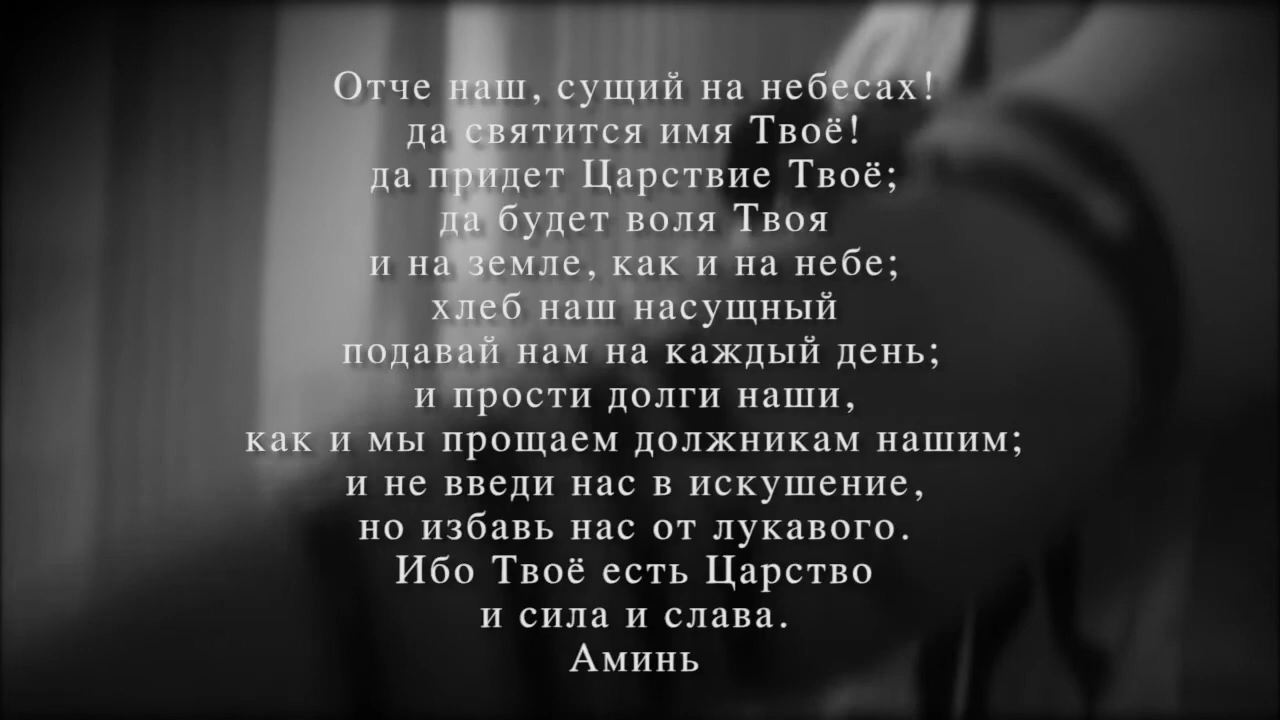 Отче наш, сущий на небесах!
да святится имя Твоё!
да придет Царствие Твоё;
да будет воля Твоя
и на земле, как и на небе;
хлеб наш насущный
подавай нам на каждый день;
и прости долги наши,
как и мы прощаем должникам нашим;
и не введи нас в искушение,
но избавь нас от лукавого.
Ибо Твоё есть Царство
и сила и слава.
Аминь